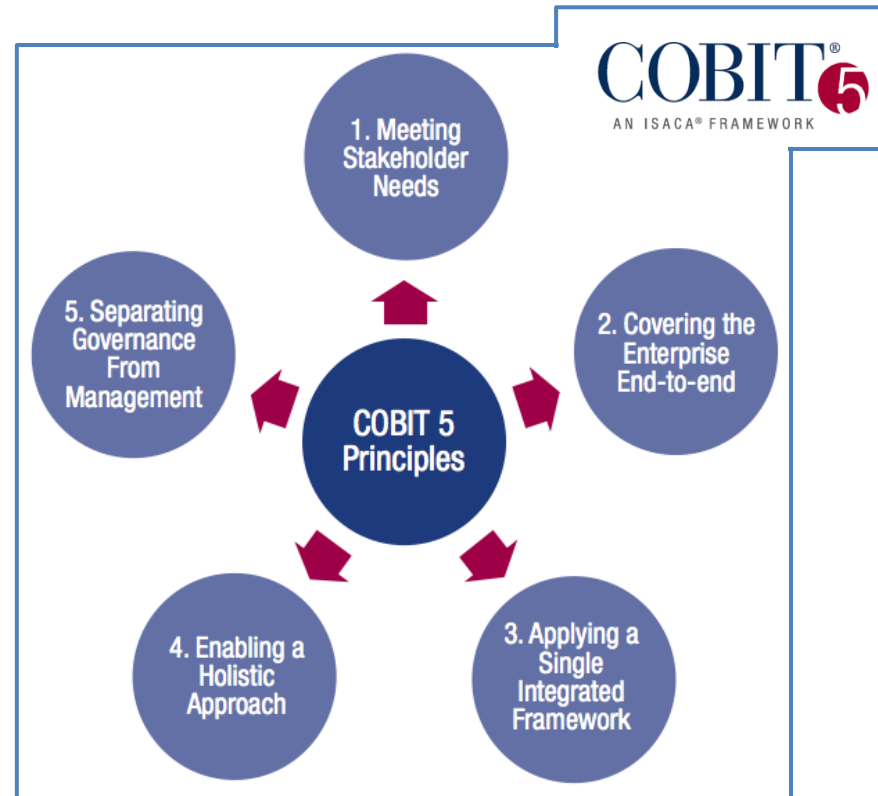 COBIT® 5
AN ISACA® FRAMEWORK
1. Meeting
Stakeholder
Needs
2. Covering the
Enterprise
End-to-end
3. Applying a
Single
Integrated
Framework
4. Enabling a
Holistic
Approach
5. Separating
Governance
From
Management
COBIT 5
Principles